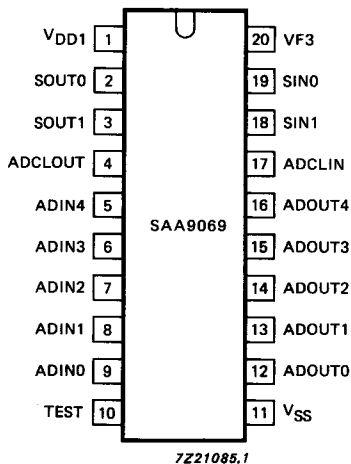 VDD1 1 20 VF3
SOUT0 2 19 SIN0
SOUT1 3 18 SIN1
ADCLOUT 4 17 ADCLIN
ADIN4 5 16 ADOUT4
SAA9069
ADIN3 6 15 ADOUT3
ADIN2 7 14 ADOUT2
ADIN1 8 13 ADOUT1
ADIN0 9 12 ADOUT0
TEST 10 11 VSS
7Z21085.1